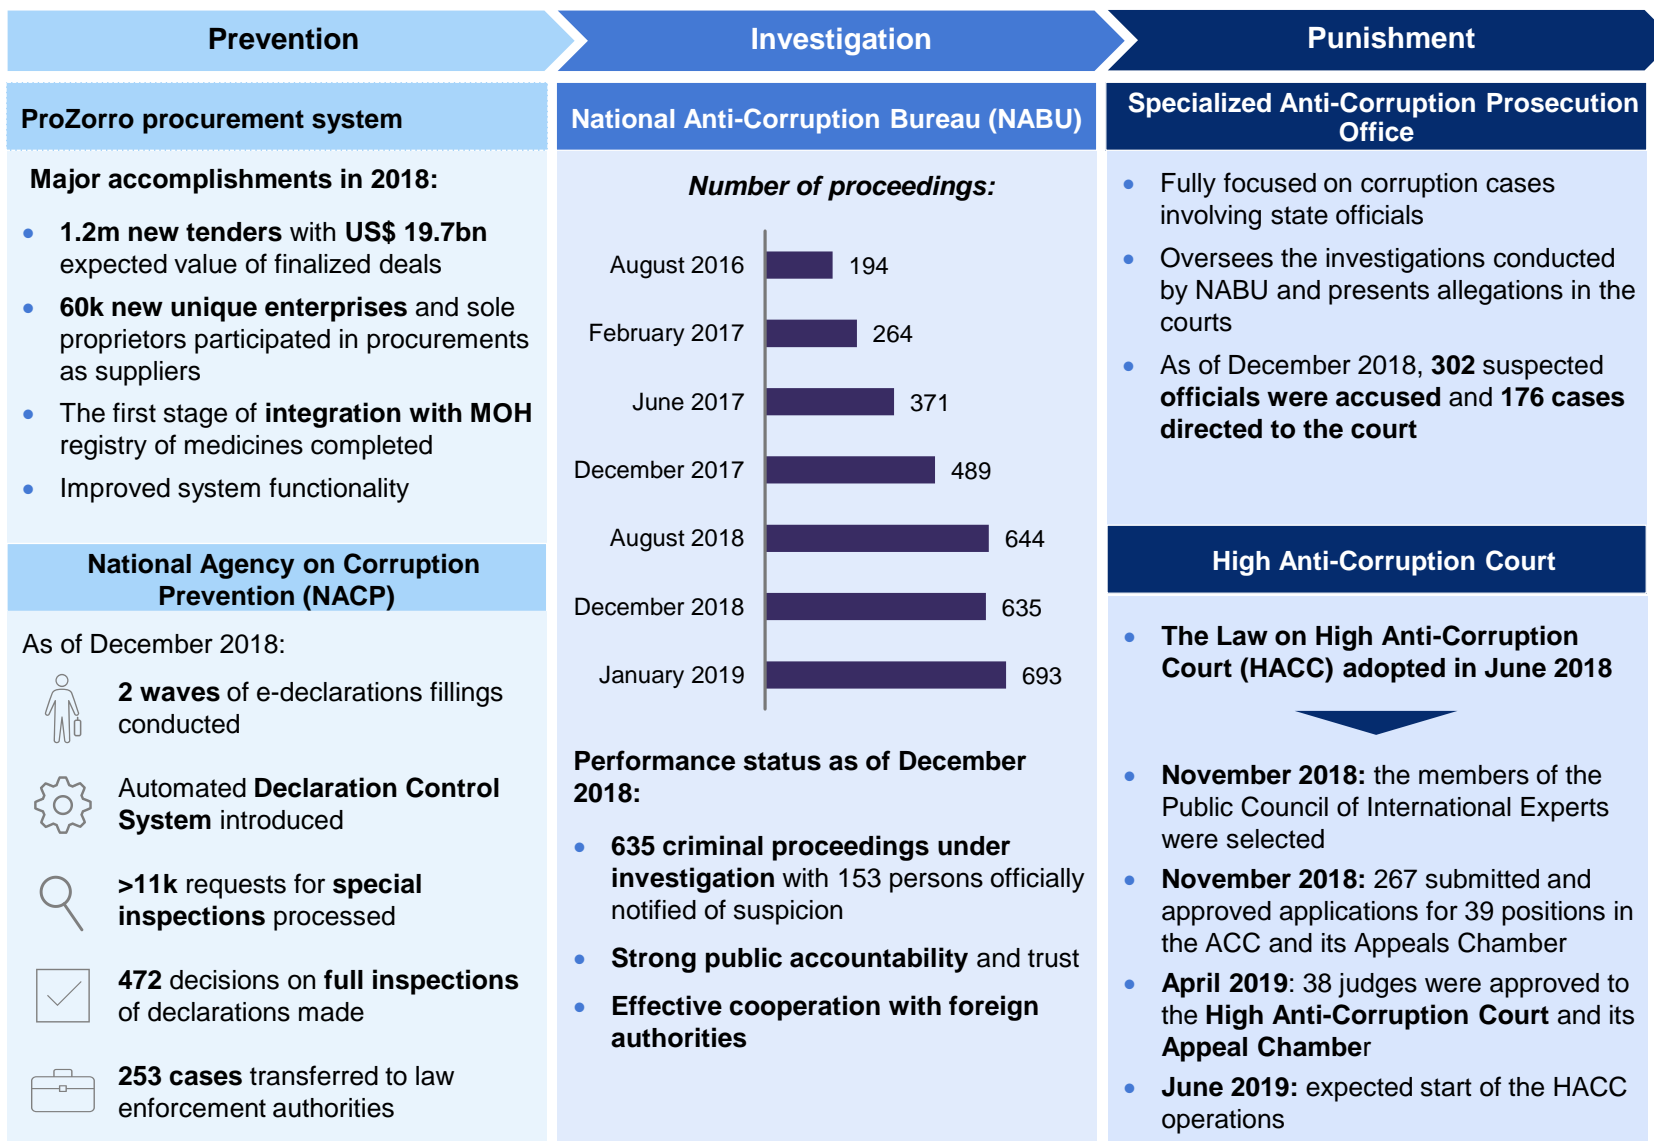 Prevention
Investigation
Punishment
ProZorro procurement system
Major accomplishments in 2018:
• 1.2m new tenders with US$ 19.7bn
expected value of finalized deals
• 60k new unique enterprises and sole
proprietors participated in procurements
as suppliers
• The first stage of integration with MOH
registry of medicines completed
• Improved system functionality
National Agency on Corruption
Prevention (NACP)
As of December 2018:
2 waves of e-declarations fillings
conducted
Automated Declaration Control
System introduced
>11k requests for special
inspections processed
472 decisions on full inspections
of declarations made
253 cases transferred to law
enforcement authorities
National Anti-Corruption Bureau (NABU)
Number of proceedings:
August 2016 194
February 2017 264
June 2017 371
December 2017 489
August 2018 644
December 2018 635
January 2019 693
Performance status as of December
2018:
• 635 criminal proceedings under
investigation with 153 persons officially
notified of suspicion
• Strong public accountability and trust
• Effective cooperation with foreign
authorities
Specialized Anti-Corruption Prosecution
Office
• Fully focused on corruption cases
involving state officials
• Oversees the investigations conducted
by NABU and presents allegations in the
courts
• As of December 2018, 302 suspected
officials were accused and 176 cases
directed to the court
High Anti-Corruption Court
• The Law on High Anti-Corruption
Court (HACC) adopted in June 2018
• November 2018: the members of the
Public Council of International Experts
were selected
• November 2018: 267 submitted and
approved applications for 39 positions in
the ACC and its Appeals Chamber
• April 2019: 38 judges were approved to
the High Anti-Corruption Court and its
Appeal Chamber
• June 2019: expected start of the HACC
operations